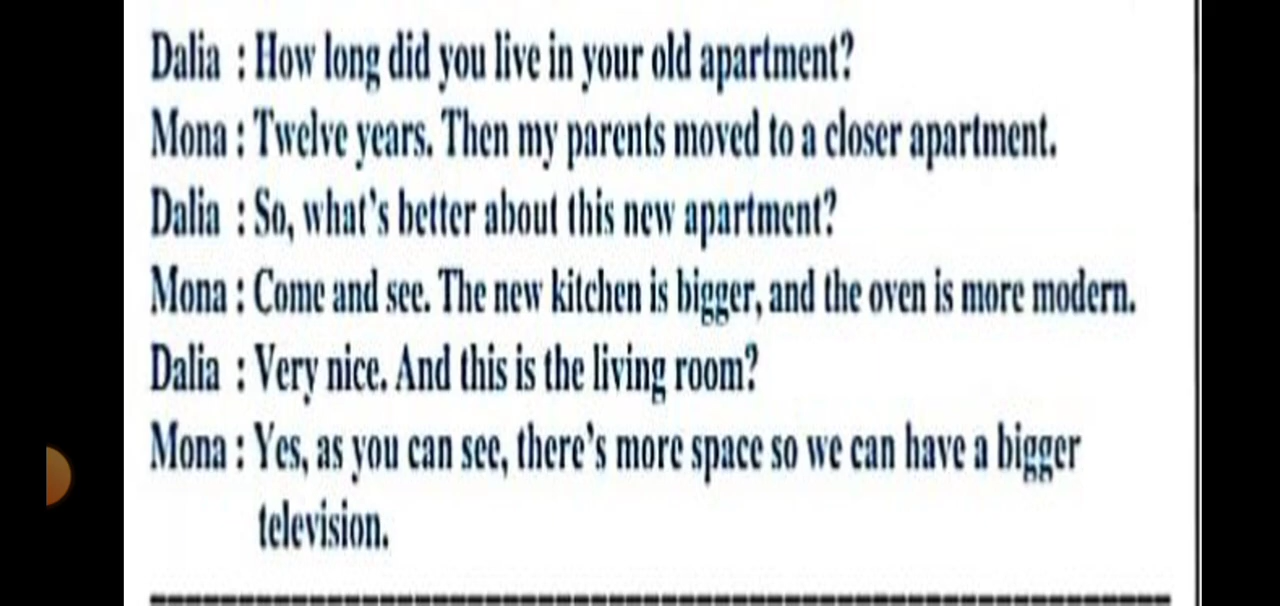 Dalia : How long did you live in your old apartment?
Mona : Twelve years. Then my parents moved to a closer apartment.
Dalia : So, what's better about this new apartment?
Mona : Come and see. The new kitchen is bigger, and the oven is more modern.
Dalia : Very nice. And this is the living room?
Mona : Yes, as you can see, there's more space so we can have a bigger
television.